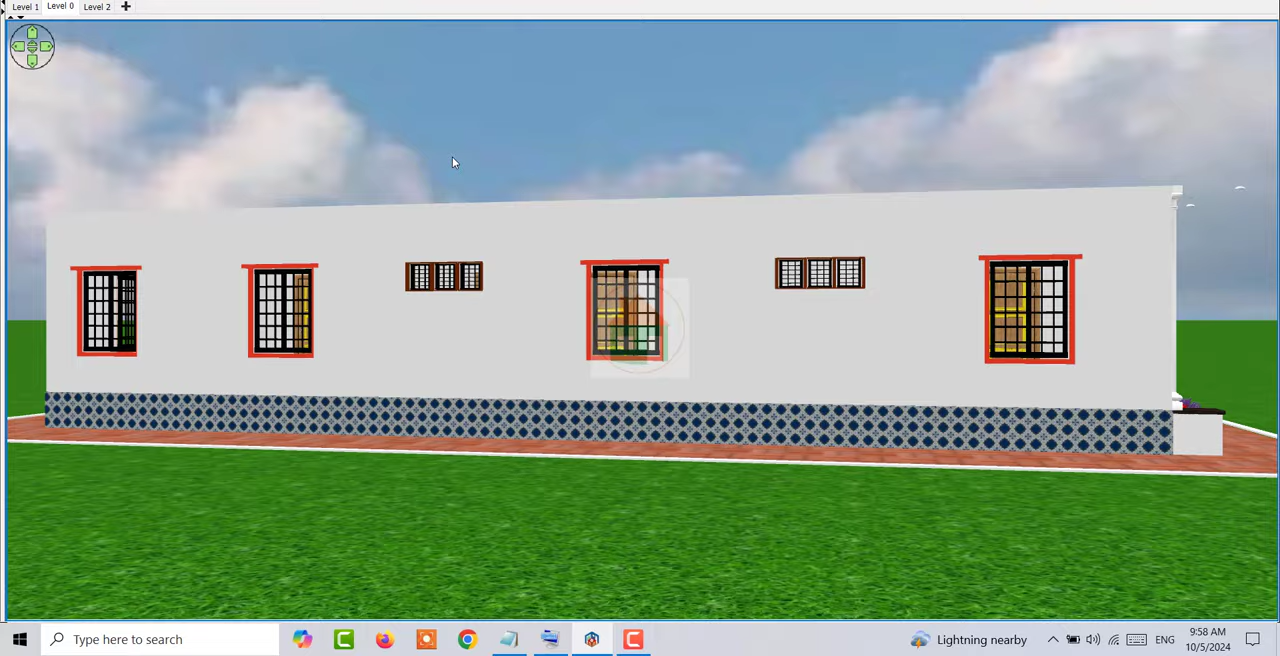 Level 1 Level 0 Level 2
Type here to search
Lightning nearby
ENG
9:58 AM
10/5/2024